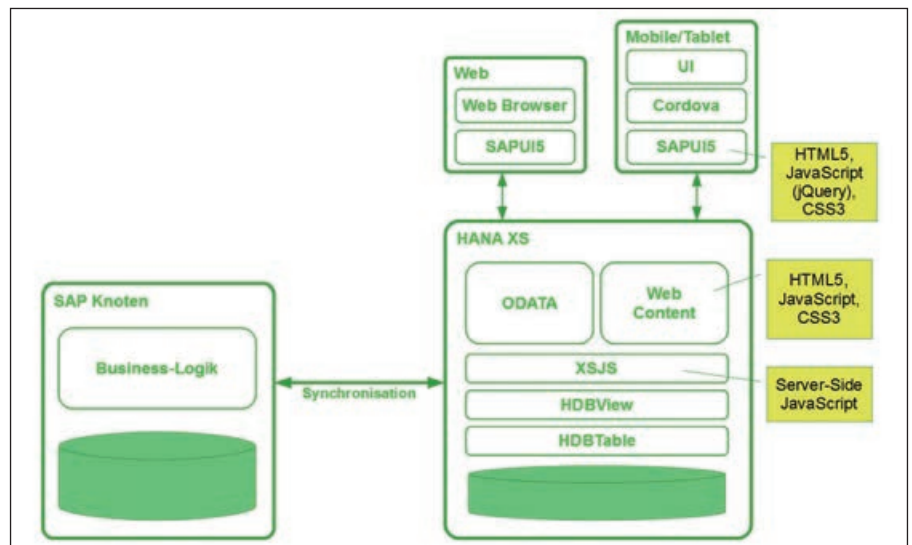 Mobile/Tablet
UI
Cordova
SAPUI5
Web
Web Browser
SAPUI5
HTML5,
JavaScript
(jQuery),
CSS3
HANA XS
ODATA
Web
Content
HTML5,
JavaScript,
CSS3
SAP Knoten
Business-Logik
Synchronisation
XSJS
Server-Side
JavaScript
HDBView
HDBTable